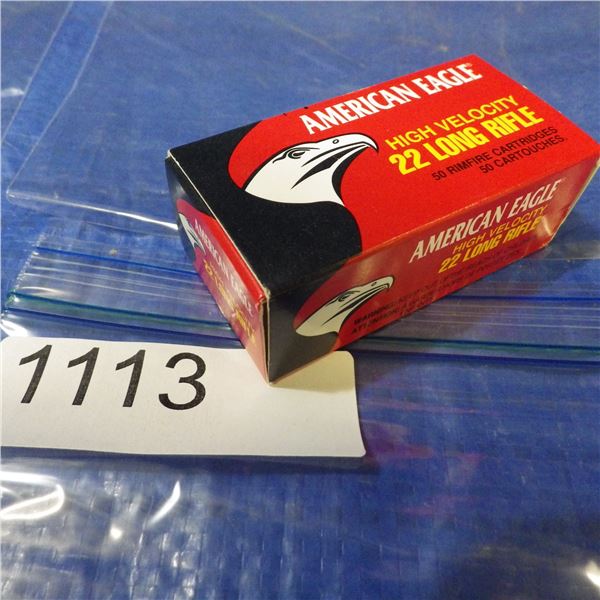 AMERICAN EAGLE®
HIGH VELOCITY
22 LONG RIFLE
50 RIMFIRE CARTRIDGES
50 CARTOUCHES
AMERICAN EAGLE
HIGH VELOCITY
22 LONG RIFLE
WARNING:
1113